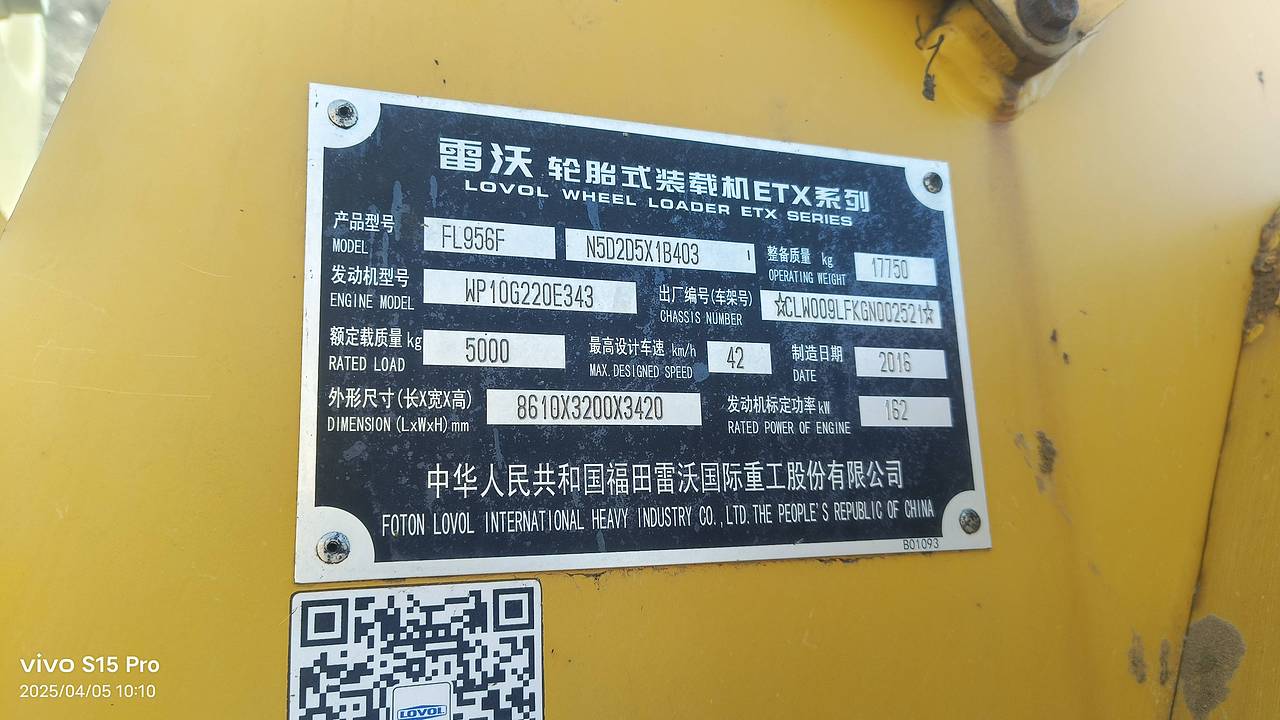 雷沃 轮胎式装载机ETX系列
LOVOL WHEEL LOADER ETX SERIES
产品型号 MODEL FL956F N5D2D5X1B403 整备质量 kg OPERATING WEIGHT 17750
发动机型号 ENGINE MODEL WP10G220E343 出厂编号(车架号) CHASSIS NUMBER ☆CLW009LFKGN002521☆
额定载质量 kg RATED LOAD 5000 最高设计车速 km/h MAX.DESIGNED SPEED 42 制造日期 DATE 2016
外形尺寸(长X宽X高) DIMENSION(LxWxH)mm 8610X3200X3420 发动机标定功率kW RATED POWER OF ENGINE 162
中华人民共和国福田雷沃国际重工股份有限公司
FOTON LOVOL INTERNATIONAL HEAVY INDUSTRY CO.,LTD.THE PEOPLE'S REPUBLIC OF CHINA
B01093
LOVOL
vivo S15 Pro
2025/04/05 10:10